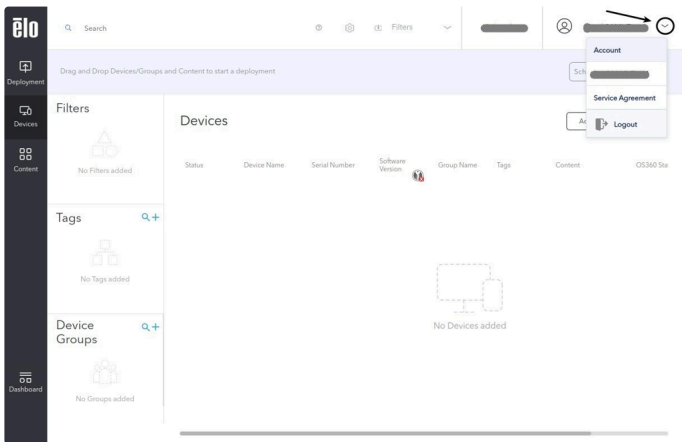 ēlo
Search
Filters
Account
Deployment
Drag and Drop Devices/Groups and Content to start a deployment
Service Agreement
Logout
Devices
Content
Dashboard
Filters
No Filters added
Tags
No Tags added
Device
Groups
No Groups added
Devices
Status
Device Name
Serial Number
Software
Version
Group Name
Tags
Content
OS360 Sta
No Devices added